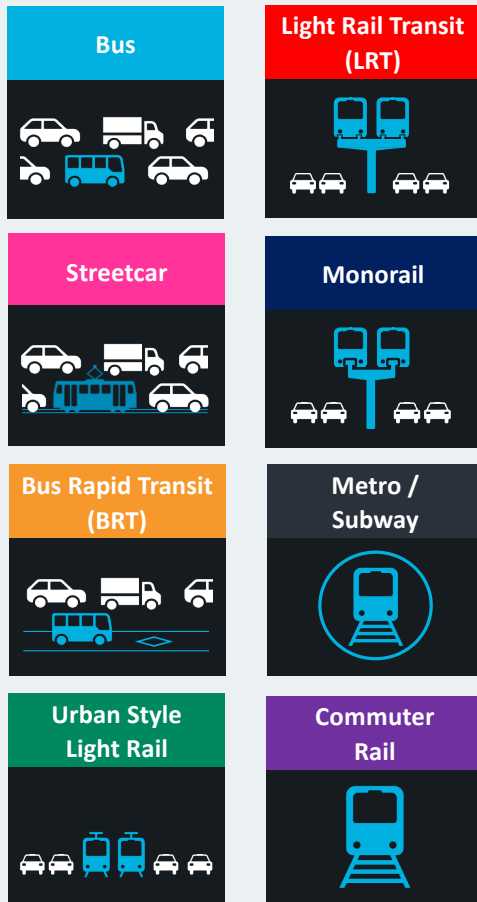 Bus
Light Rail Transit
(LRT)
Streetcar
Monorail
Bus Rapid Transit
(BRT)
Metro /
Subway
Urban Style
Light Rail
Commuter
Rail